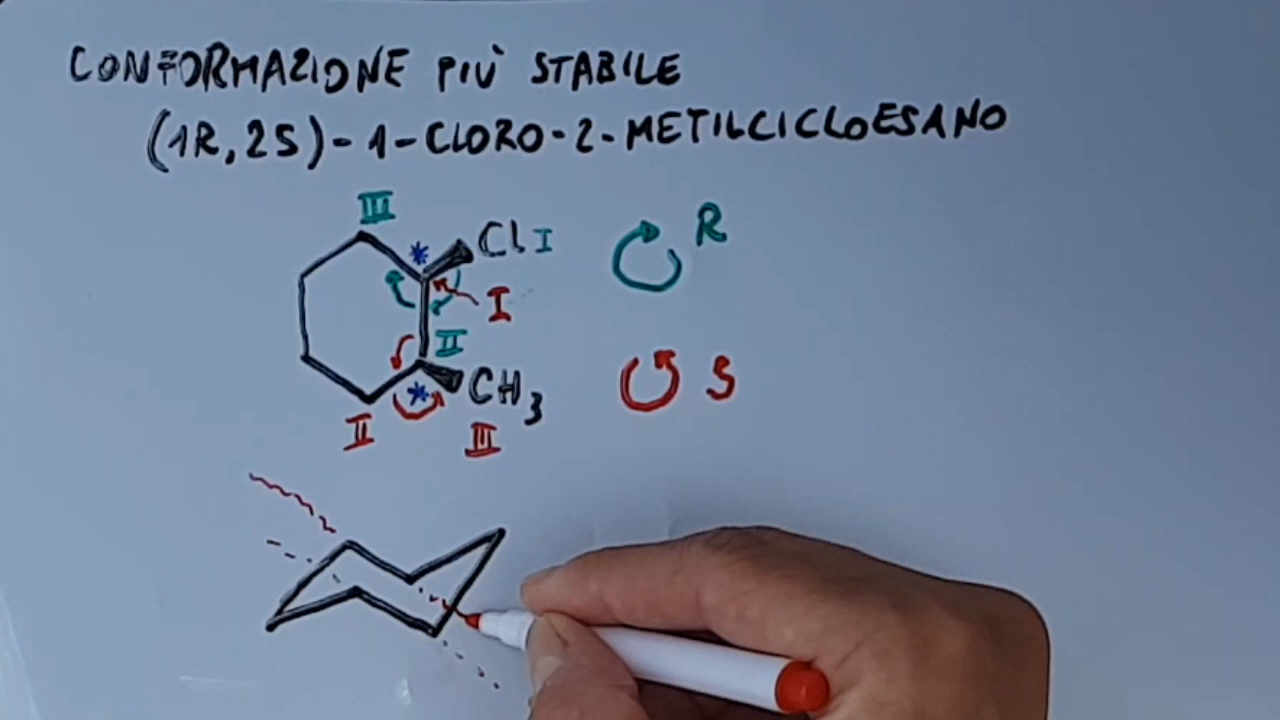 CONFORMAZIONE PIÙ STABILE
(1R,2S)-1-CLORO-2-METILCICLOESANO
III
* Cl I R
I
II
* CH3 S
II III